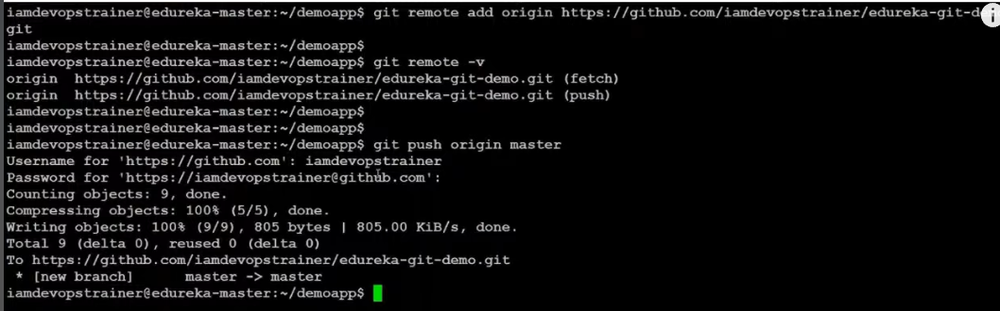 iamdevopstrainer@edureka-master:~/demoapp$ git remote add origin https://github.com/iamdevopstrainer/edureka-git-d
git
iamdevopstrainer@edureka-master:~/demoapp$
iamdevopstrainer@edureka-master:~/demoapp$ git remote -v
origin  https://github.com/iamdevopstrainer/edureka-git-demo.git (fetch)
origin  https://github.com/iamdevopstrainer/edureka-git-demo.git (push)
iamdevopstrainer@edureka-master:~/demoapp$
iamdevopstrainer@edureka-master:~/demoapp$
iamdevopstrainer@edureka-master:~/demoapp$ git push origin master
Username for 'https://github.com': iamdevopstrainer
Password for 'https://iamdevopstrainer@github.com':
Counting objects: 9, done.
Compressing objects: 100% (5/5), done.
Writing objects: 100% (9/9), 805 bytes | 805.00 KiB/s, done.
Total 9 (delta 0), reused 0 (delta 0)
To https://github.com/iamdevopstrainer/edureka-git-demo.git
 * [new branch]      master -> master
iamdevopstrainer@edureka-master:~/demoapp$